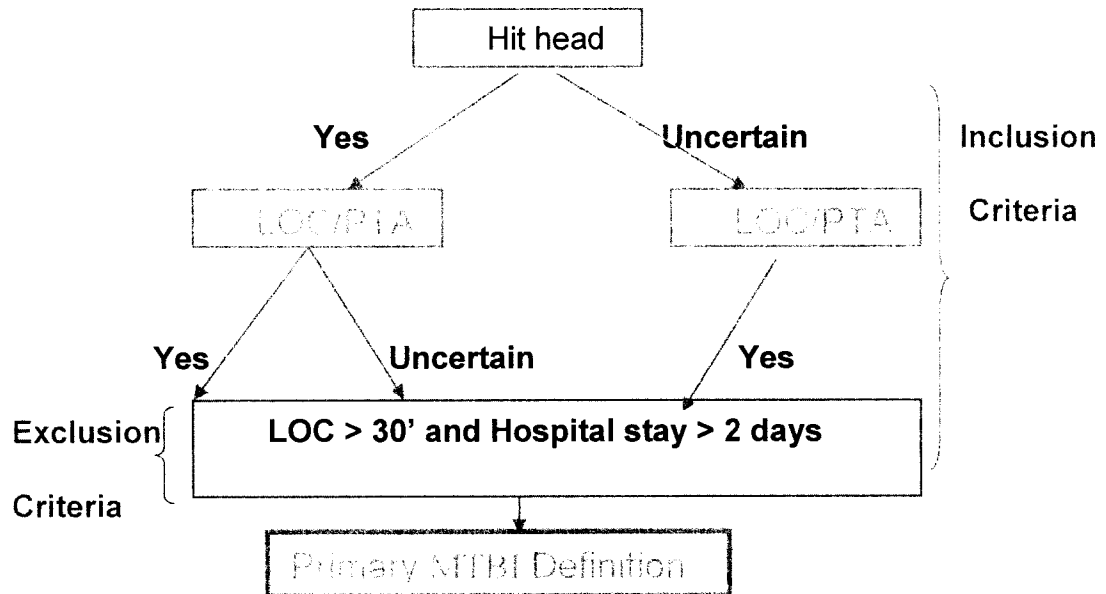 Hit head
Yes
Uncertain
Inclusion
Criteria
LOC/PTA
LOC/PTA
Yes
Uncertain
Yes
Exclusion
Criteria
LOC > 30' and Hospital stay > 2 days
Primary MTBI Definition